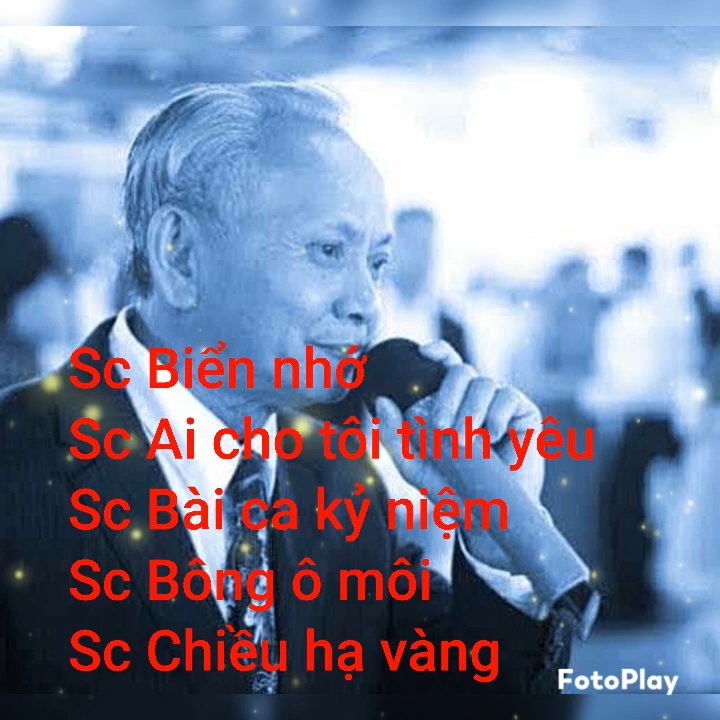 Sc Biển nhớ
Sc Ai cho tôi tình yêu
Sc Bài ca kỷ niệm
Sc Bông ô môi
Sc Chiều hạ vàng
FotoPlay